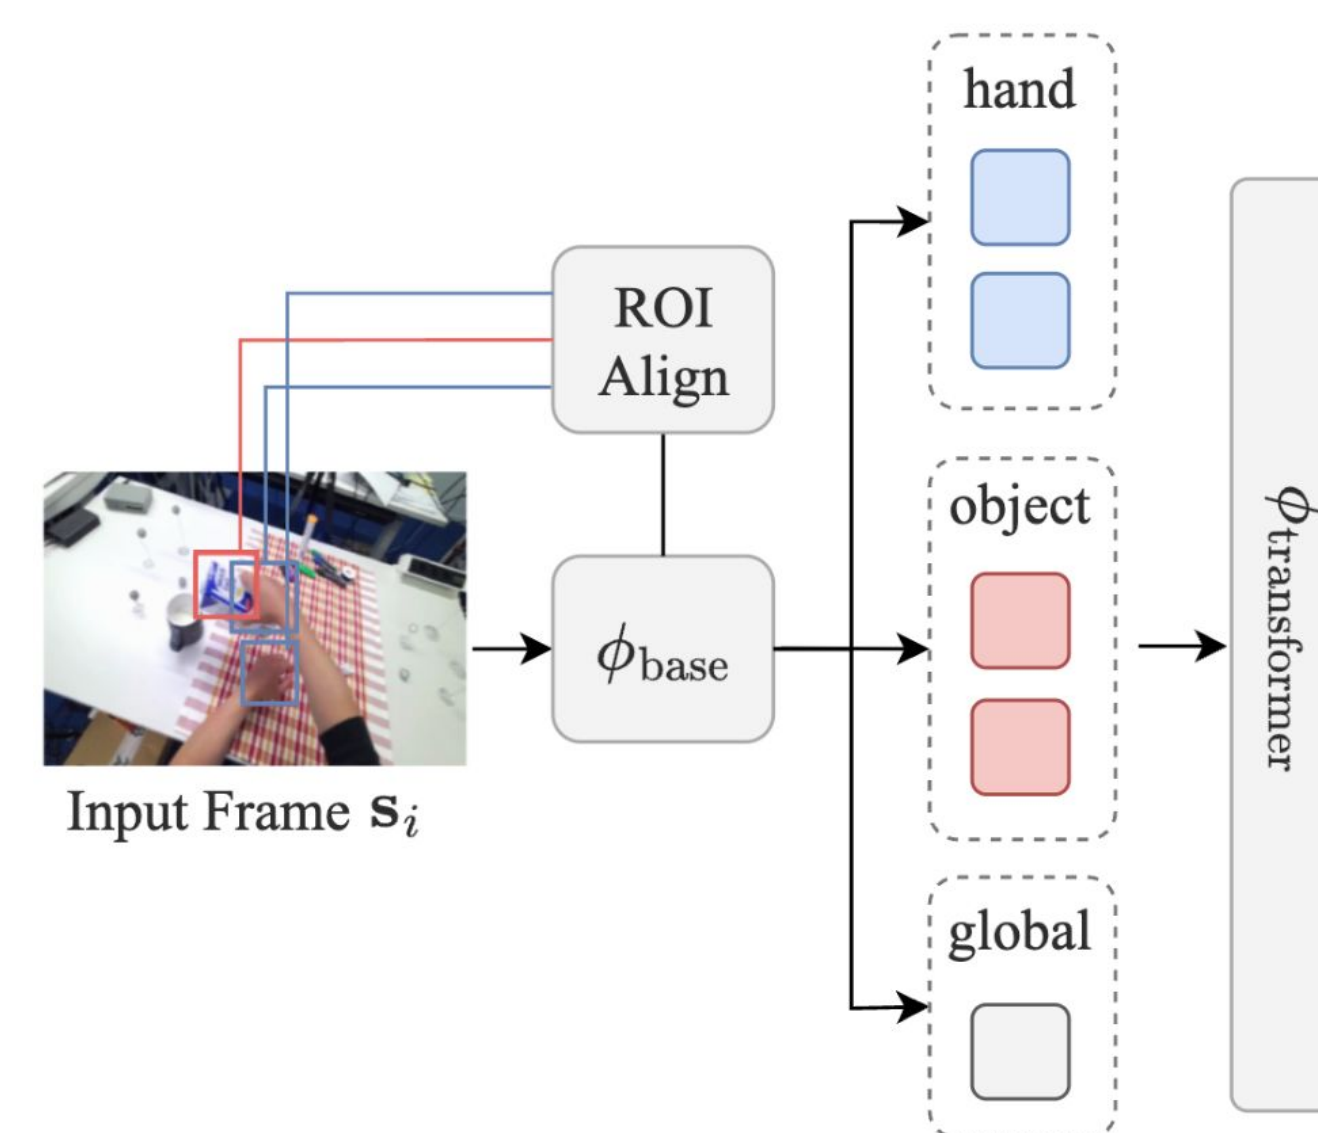 hand
ROI
Align
object
ϕbase
ϕtransformer
Input Frame sᵢ
global